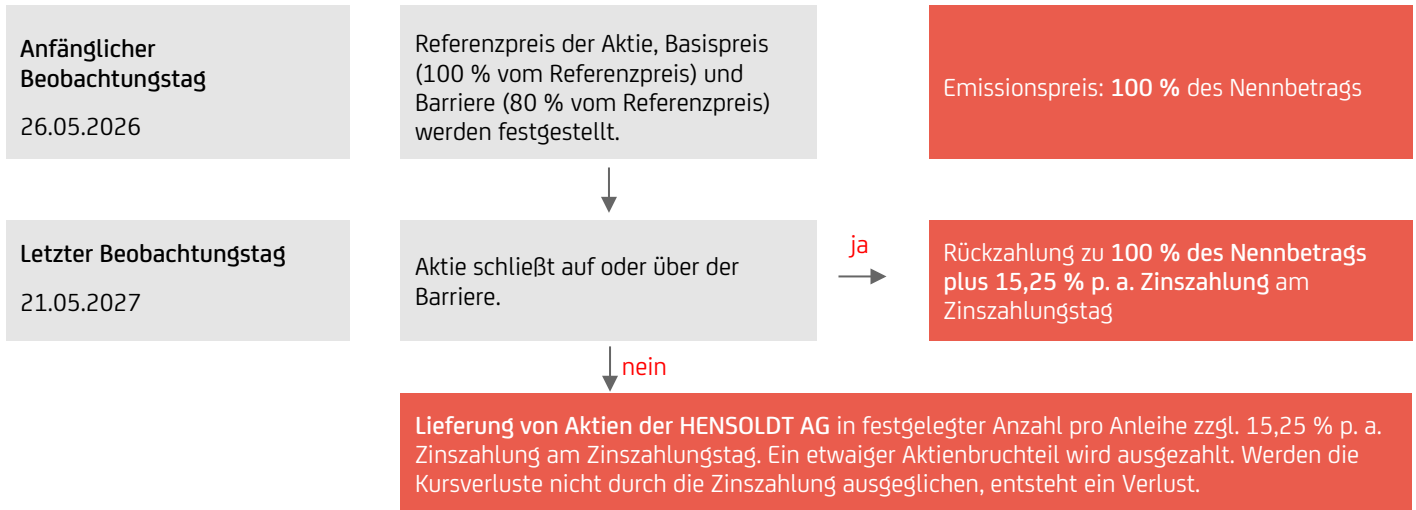 Anfänglicher
Beobachtungstag
26.05.2026
Referenzpreis der Aktie, Basispreis
(100 % vom Referenzpreis) und
Barriere (80 % vom Referenzpreis)
werden festgestellt.
Emissionspreis: 100 % des Nennbetrags
Letzter Beobachtungstag
21.05.2027
Aktie schließt auf oder über der
Barriere.
ja
Rückzahlung zu 100 % des Nennbetrags
plus 15,25 % p. a. Zinszahlung am
Zinszahlungstag
nein
Lieferung von Aktien der HENSOLDT AG in festgelegter Anzahl pro Anleihe zzgl. 15,25 % p. a.
Zinszahlung am Zinszahlungstag. Ein etwaiger Aktienbruchteil wird ausgezahlt. Werden die
Kursverluste nicht durch die Zinszahlung ausgeglichen, entsteht ein Verlust.